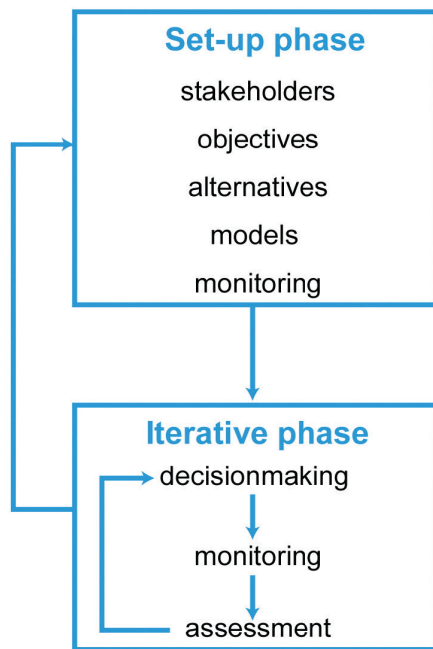 Set-up phase
stakeholders
objectives
alternatives
models
monitoring
Iterative phase
decisionmaking
monitoring
assessment